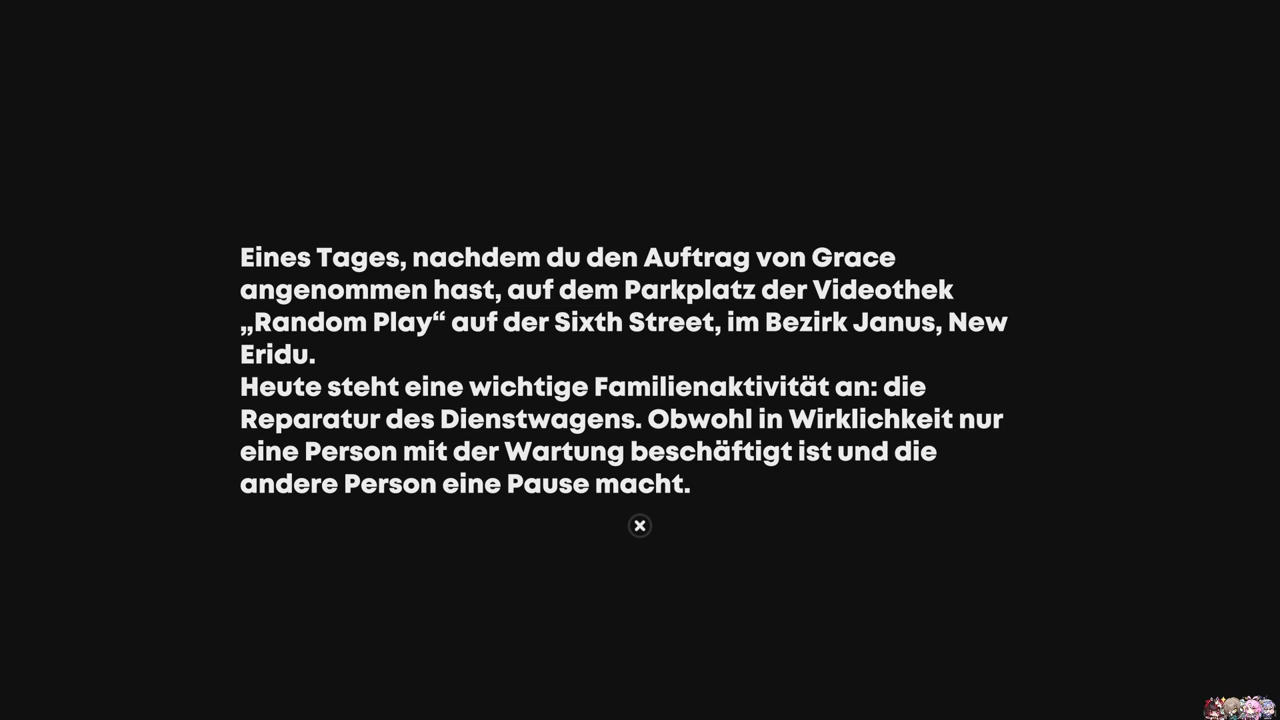 Eines Tages, nachdem du den Auftrag von Grace
angenommen hast, auf dem Parkplatz der Videothek
„Random Play“ auf der Sixth Street, im Bezirk Janus, New
Eridu.
Heute steht eine wichtige Familienaktivität an: die
Reparatur des Dienstwagens. Obwohl in Wirklichkeit nur
eine Person mit der Wartung beschäftigt ist und die
andere Person eine Pause macht.